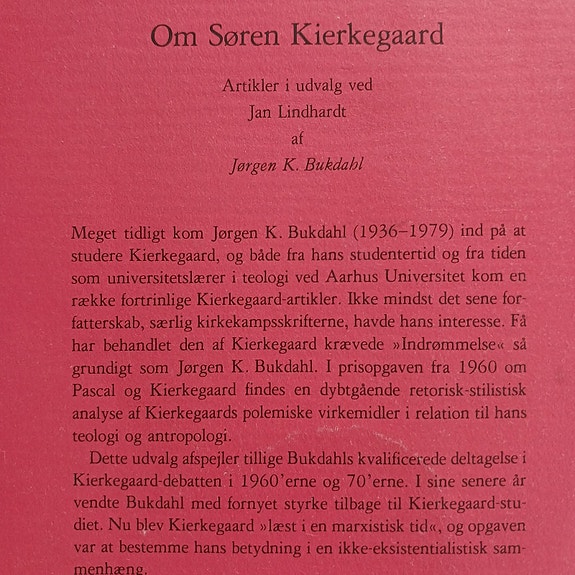 Om Søren Kierkegaard
Artikler i udvalg ved
Jan Lindhardt
af
Jørgen K. Bukdahl
Meget tidligt kom Jørgen K. Bukdahl (1936–1979) ind på at
studere Kierkegaard, og både fra hans studentertid og fra tiden
som universitetslærer i teologi ved Aarhus Universitet kom en
række fortrinlige Kierkegaard-artikler. Ikke mindst det sene for-
fatterskab, særlig kirkekampsskrifterne, havde hans interesse. Få
har behandlet den af Kierkegaard krævede »Indrømmelse« så
grundigt som Jørgen K. Bukdahl. I prisopgaven fra 1960 om
Pascal og Kierkegaard findes en dybtgående retorisk-stilistisk
analyse af Kierkegaards polemiske virkemidler i relation til hans
teologi og antropologi.
Dette udvalg afspejler tillige Bukdahls kvalificerede deltagelse i
Kierkegaard-debatten i 1960'erne og 70'erne. I sine senere år
vendte Bukdahl med fornyet styrke tilbage til Kierkegaard-stu-
diet. Nu blev Kierkegaard »læst i en marxistisk tid«, og opgaven
var at bestemme hans betydning i en ikke-eksistentialistisk sam-
menhæng.